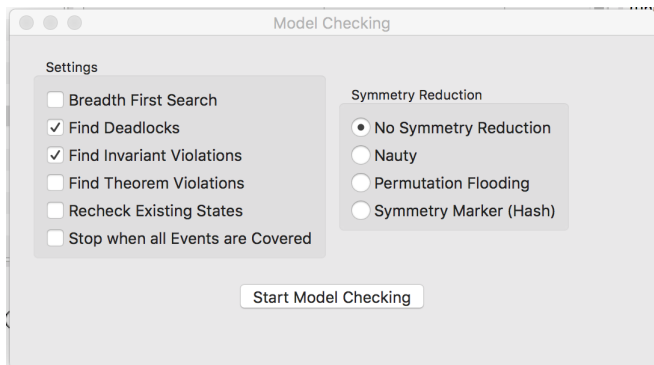 Model Checking
Settings
Breadth First Search
Find Deadlocks
Find Invariant Violations
Find Theorem Violations
Recheck Existing States
Stop when all Events are Covered
Symmetry Reduction
No Symmetry Reduction
Nauty
Permutation Flooding
Symmetry Marker (Hash)
Start Model Checking